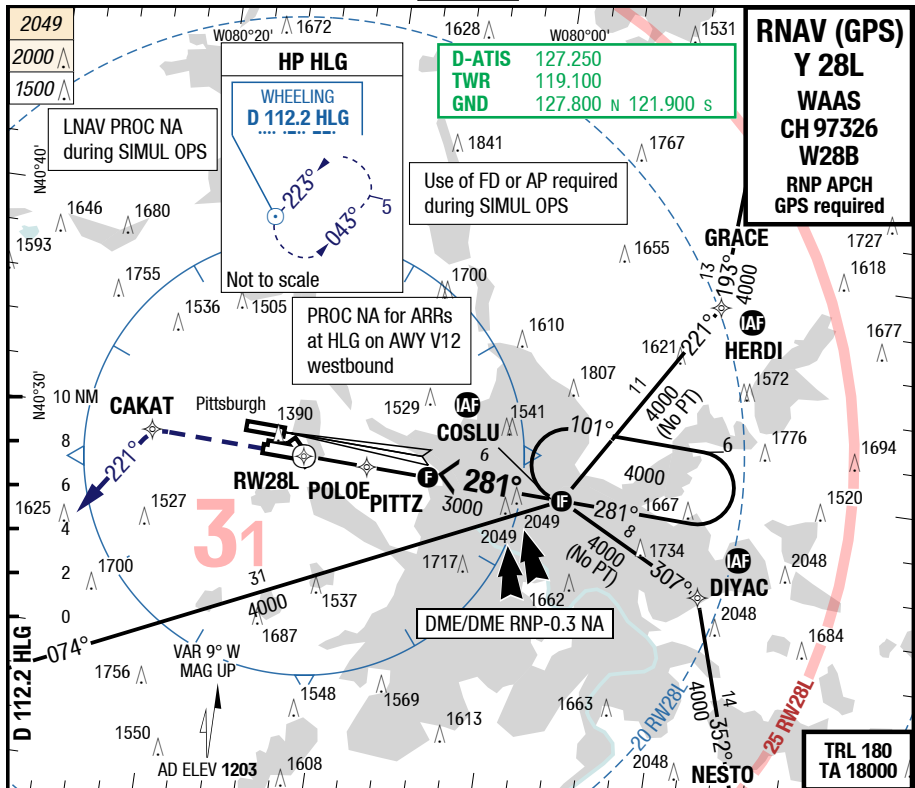 2049
2000
1500
W080°20'
W080°00'
1672
1628
1531
RNAV (GPS)
Y 28L
WAAS
CH 97326
W28B
RNP APCH
GPS required
HP HLG
WHEELING
D 112.2 HLG
223°
043°
5
Not to scale
D-ATIS 127.250
TWR 119.100
GND 127.800 N 121.900 S
LNAV PROC NA
during SIMUL OPS
1841
1767
N40°40'
Use of FD or AP required
during SIMUL OPS
1646
1680
1593
1755
1536
1505
1700
1655
GRACE
1727
1618
13
193°
4000
PROC NA for ARRs
at HLG on AWY V12
westbound
1610
221°
IAF
HERDI
1677
1621
11
4000
(No PT)
1807
1572
N40°30'
10 NM
8
6
4
2
0
CAKAT
Pittsburgh
1390
1529
IAF
COSLU
1541
101°
6
1776
1694
221°
RW28L
POLOE
PITTZ
F
6
281°
3000
IF
4000
281°
1667
1520
1625
1527
31
2049
2049
8
4000
(No PT)
1734
307°
IAF
DIYAC
2048
1700
1717
1662
31
4000
1537
DME/DME RNP-0.3 NA
2048
1687
074°
D 112.2 HLG
VAR 9° W
MAG UP
1684
1756
1548
1569
1663
14
4000
352°
1550
1613
20 RW28L
25 RW28L
AD ELEV 1203
1608
2048
NESTO
TRL 180
TA 18000